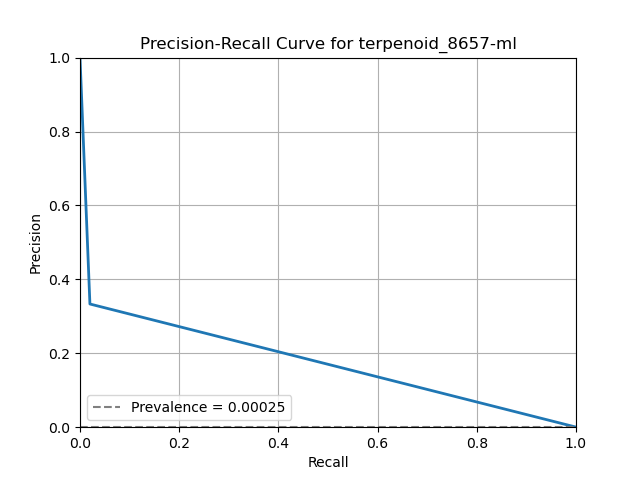 Precision-Recall Curve for terpenoid_8657-ml
Precision
1.0
0.8
0.6
0.4
0.2
0.0
Prevalence = 0.00025
0.0 0.2 0.4 0.6 0.8 1.0
Recall